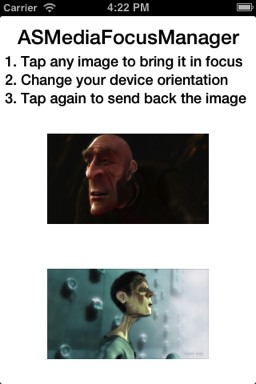 Carrier 4:22 PM
ASMediaFocusManager
1. Tap any image to bring it in focus
2. Change your device orientation
3. Tap again to send back the image